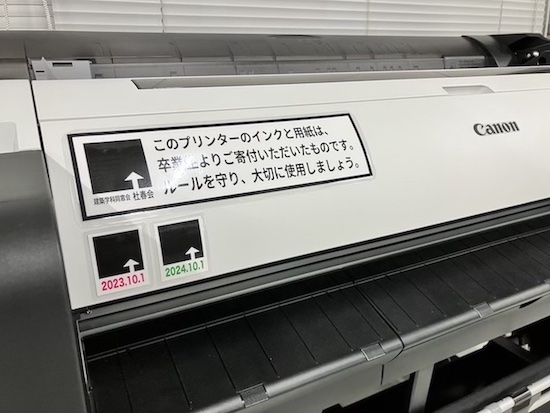 このプリンターのインクと用紙は、
卒業生よりご寄付いただいたものです。
ルールを守り、大切に使用しましょう。
建築学科同窓会 杜春会
Canon
2023.10.1
2024.10.1